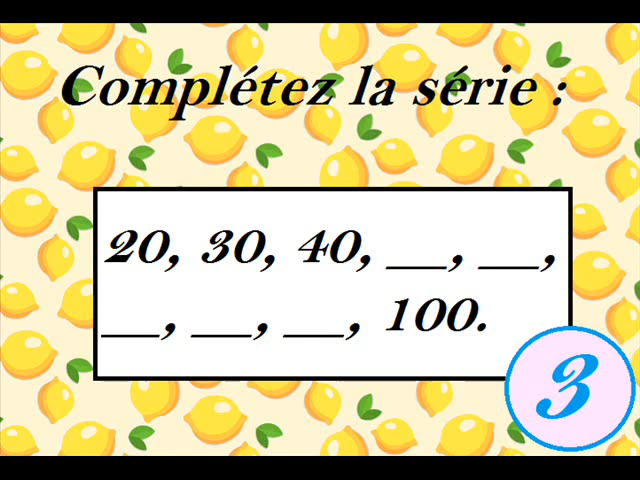 Complétez la série :
20, 30, 40, __, __,
__, __, __, 100.
3